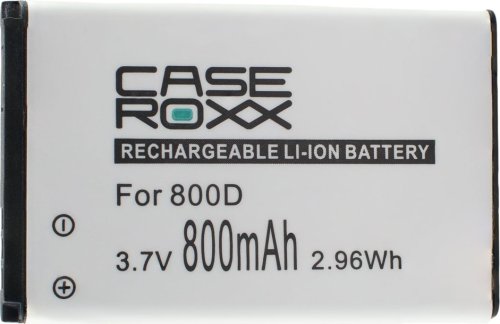 CASE
ROXX
RECHARGEABLE LI-ION BATTERY
For 800D
3.7V 800mAh 2.96Wh